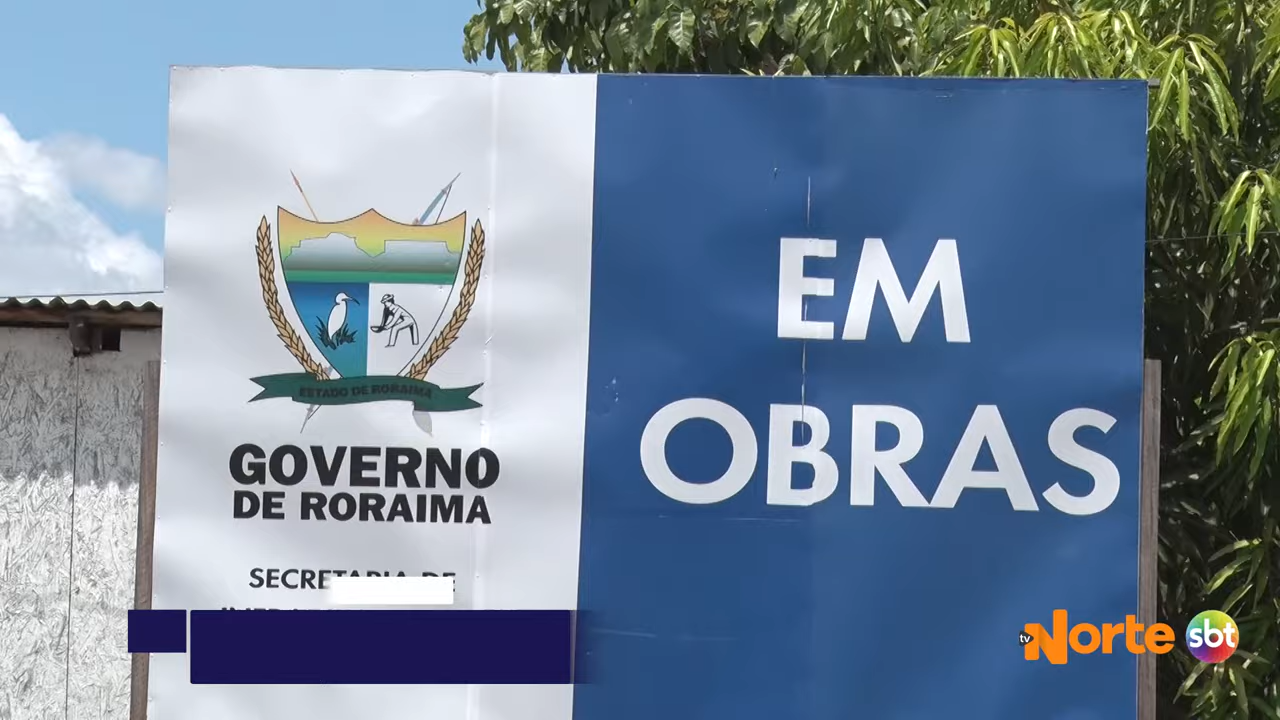 ESTADO DE RORAIMA
GOVERNO
DE RORAIMA
SECRETARIA DE
EM
OBRAS
tv Norte sbt